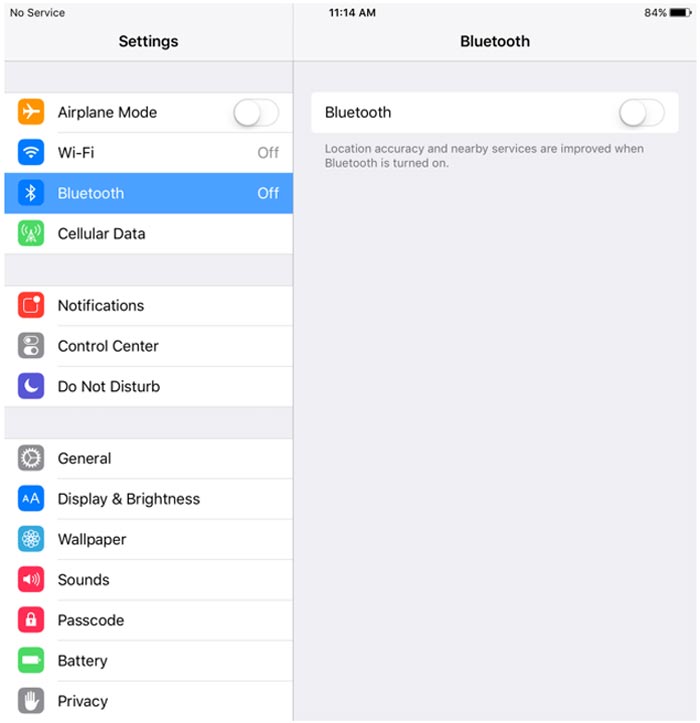 No Service
11:14 AM
84%
Settings
Bluetooth
Airplane Mode
Wi-Fi Off
Bluetooth Off
Cellular Data
Notifications
Control Center
Do Not Disturb
General
AA Display & Brightness
Wallpaper
Sounds
Passcode
Battery
Privacy
Bluetooth
Location accuracy and nearby services are improved when
Bluetooth is turned on.